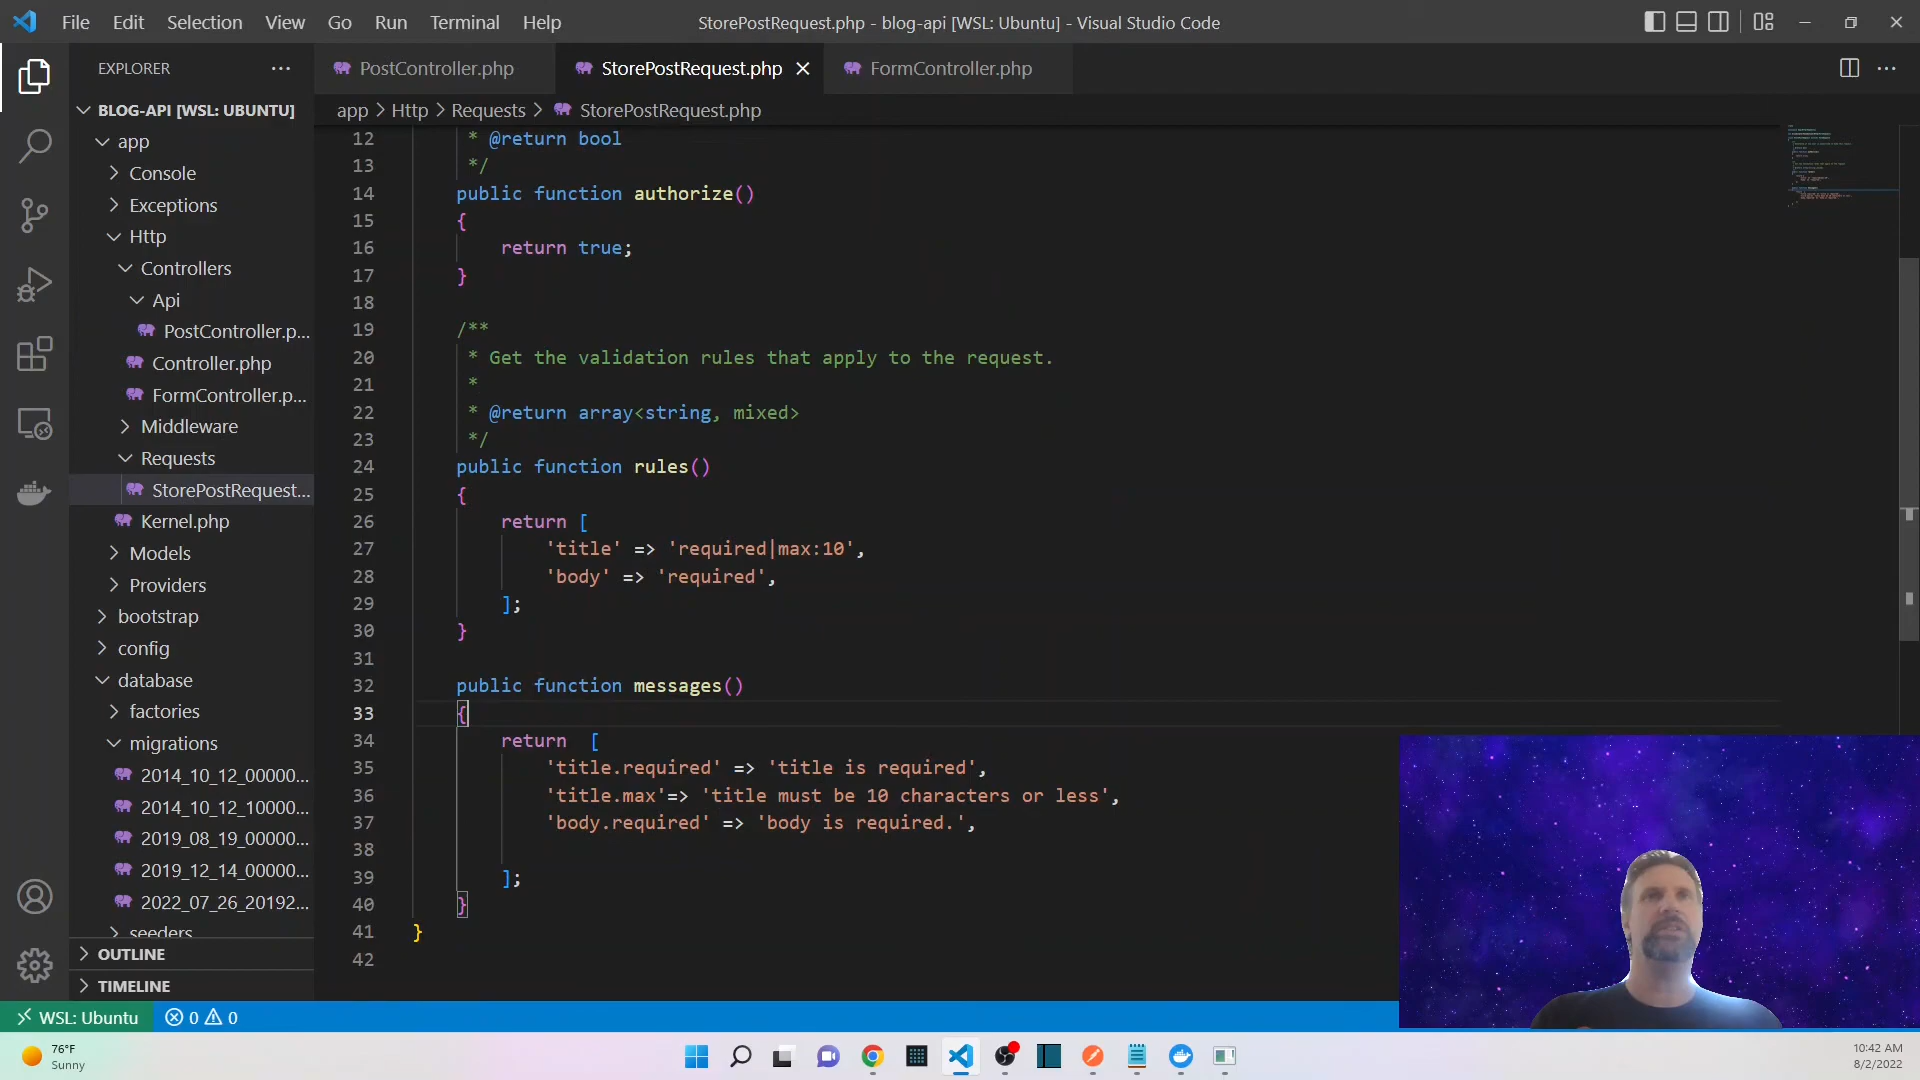 File Edit Selection View Go Run Terminal Help
StorePostRequest.php - blog-api [WSL: Ubuntu] - Visual Studio Code
EXPLORER
BLOG-API [WSL: UBUNTU]
app
Console
Exceptions
Http
Controllers
Api
PostController.p...
Controller.php
FormController.p...
Middleware
Requests
StorePostRequest...
Kernel.php
Models
Providers
bootstrap
config
database
factories
migrations
2014_10_12_00000...
2014_10_12_10000...
2019_08_19_00000...
2019_12_14_00000...
2022_07_26_20192...
seeders
OUTLINE
TIMELINE
PostController.php StorePostRequest.php FormController.php
app > Http > Requests > StorePostRequest.php
12 * @return bool
13 */
14 public function authorize()
15 {
16 return true;
17 }
18
19 /**
20 * Get the validation rules that apply to the request.
21 *
22 * @return array<string, mixed>
23 */
24 public function rules()
25 {
26 return [
27 'title' => 'required|max:10',
28 'body' => 'required',
29 ];
30 }
31
32 public function messages()
33 {
34 return  [
35 'title.required' => 'title is required',
36 'title.max'=> 'title must be 10 characters or less',
37 'body.required' => 'body is required.',
38
39 ];
40 }
41 }
42
WSL: Ubuntu 0 0
76°F
Sunny
10:42 AM
8/2/2022